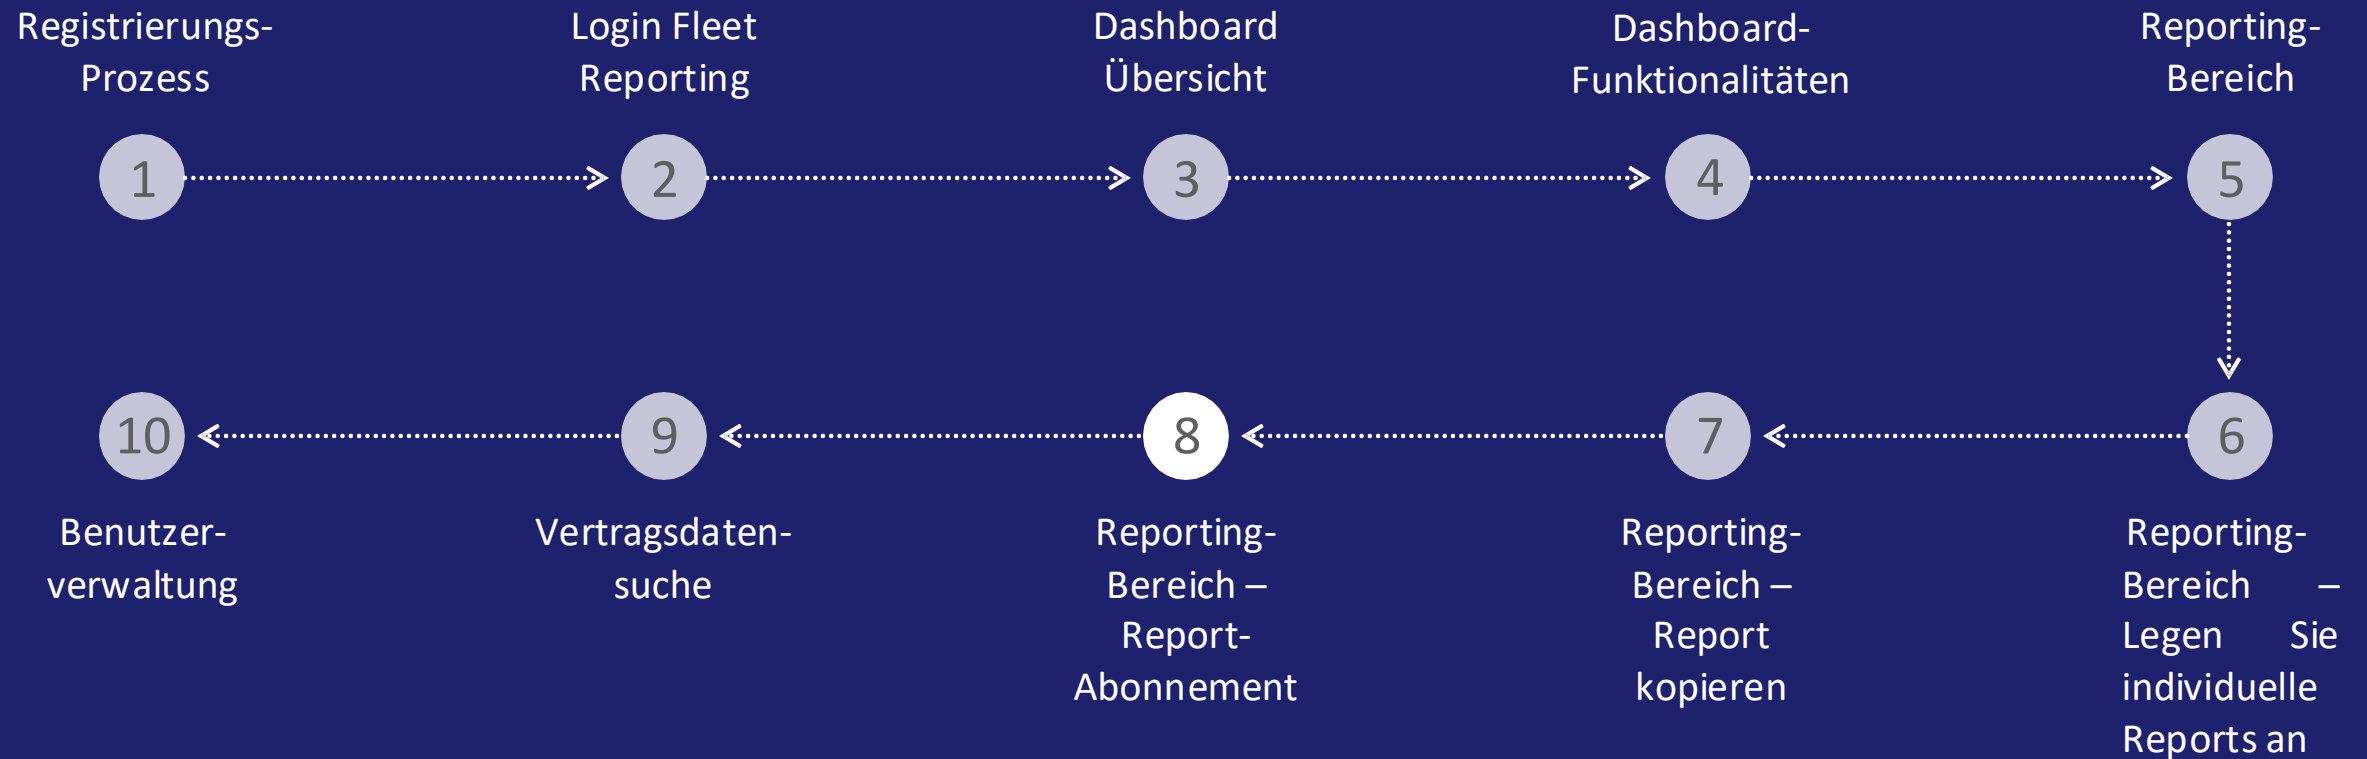 Registrierungs-
Prozess
Login Fleet
Reporting
Dashboard
Übersicht
Dashboard-
Funktionalitäten
Reporting-
Bereich
1
2
3
4
5
10
9
8
7
6
Benutzer-
verwaltung
Vertragsdaten-
suche
Reporting-
Bereich –
Report-
Abonnement
Reporting-
Bereich –
Report
kopieren
Reporting-
Bereich –
Legen Sie
individuelle
Reports an